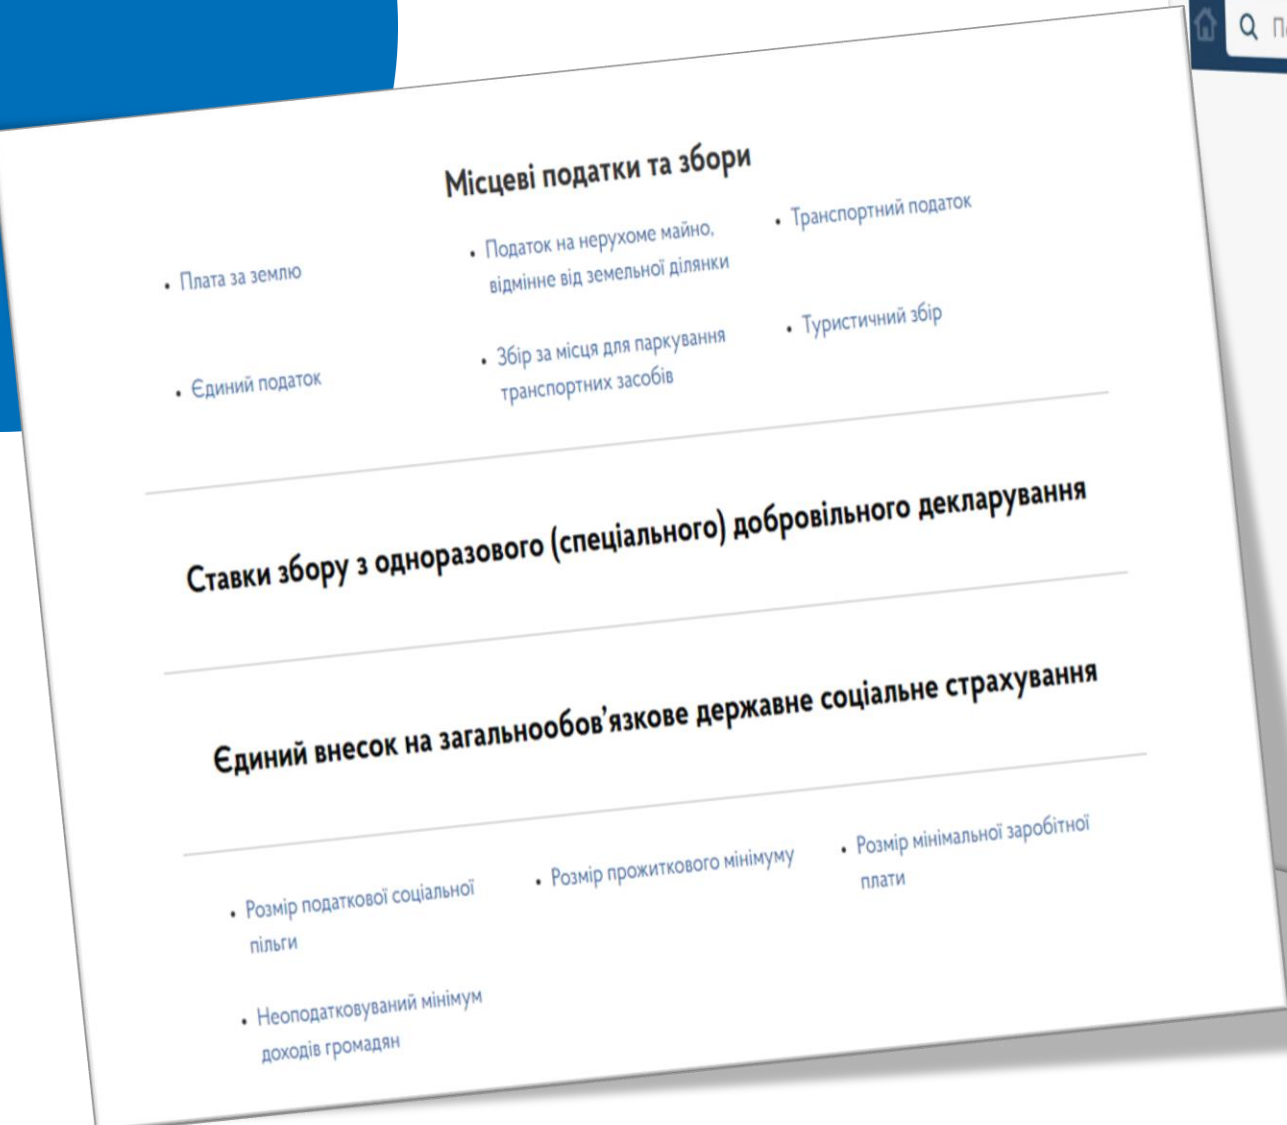 Місцеві податки та збори
• Плата за землю
• Податок на нерухоме майно,
відмінне від земельної ділянки
• Транспортний податок
• Єдиний податок
• Збір за місця для паркування
транспортних засобів
• Туристичний збір
Ставки збору з одноразового (спеціального) добровільного декларування
Єдиний внесок на загальнообов’язкове державне соціальне страхування
• Розмір податкової соціальної
пільги
• Розмір прожиткового мінімуму
• Розмір мінімальної заробітної
плати
• Неоподатковуваний мінімум
доходів громадян